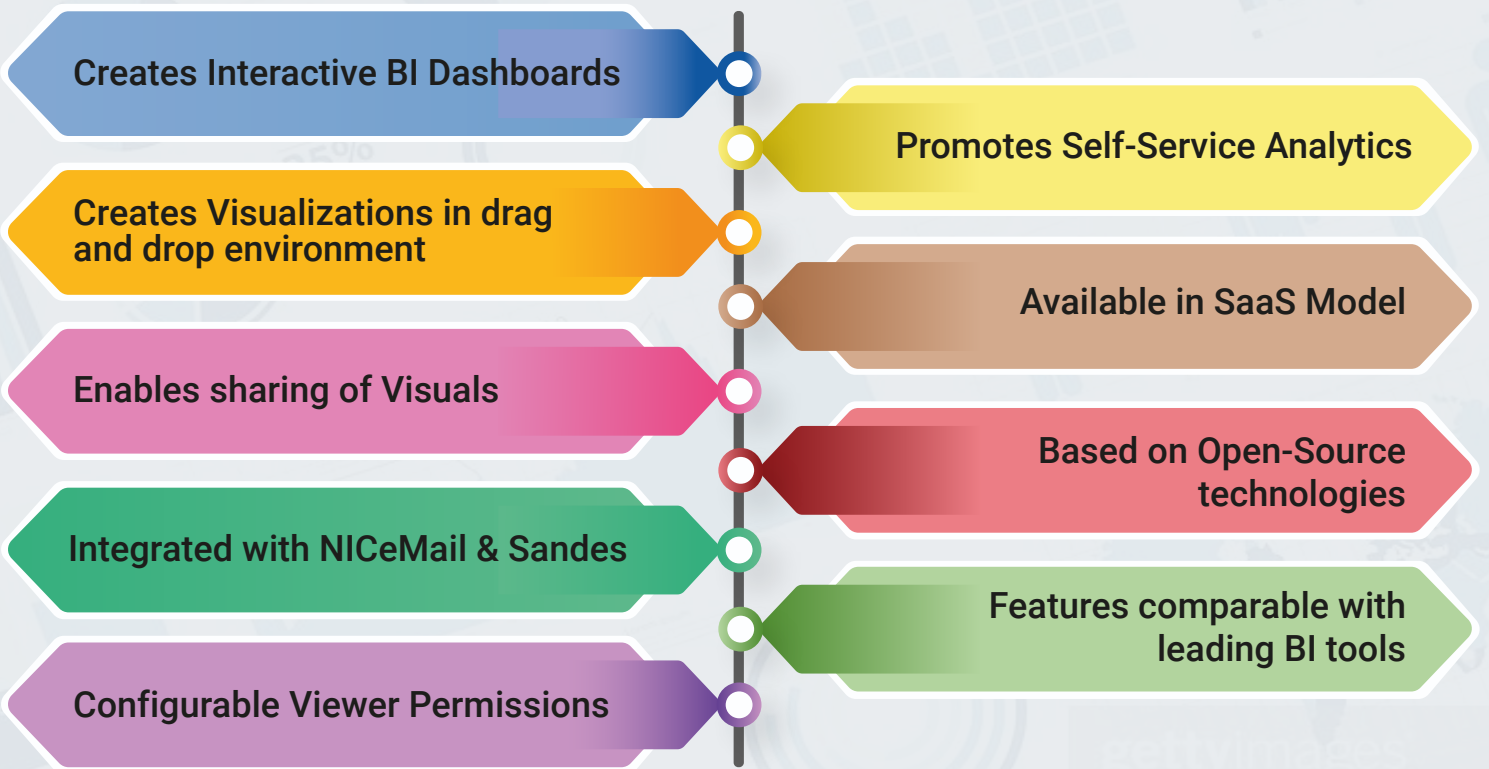 Creates Interactive BI Dashboards
Promotes Self-Service Analytics
Creates Visualizations in drag
and drop environment
Available in SaaS Model
Enables sharing of Visuals
Based on Open-Source
technologies
Integrated with NICeMail & Sandes
Features comparable with
leading BI tools
Configurable Viewer Permissions
25%
gettyimages